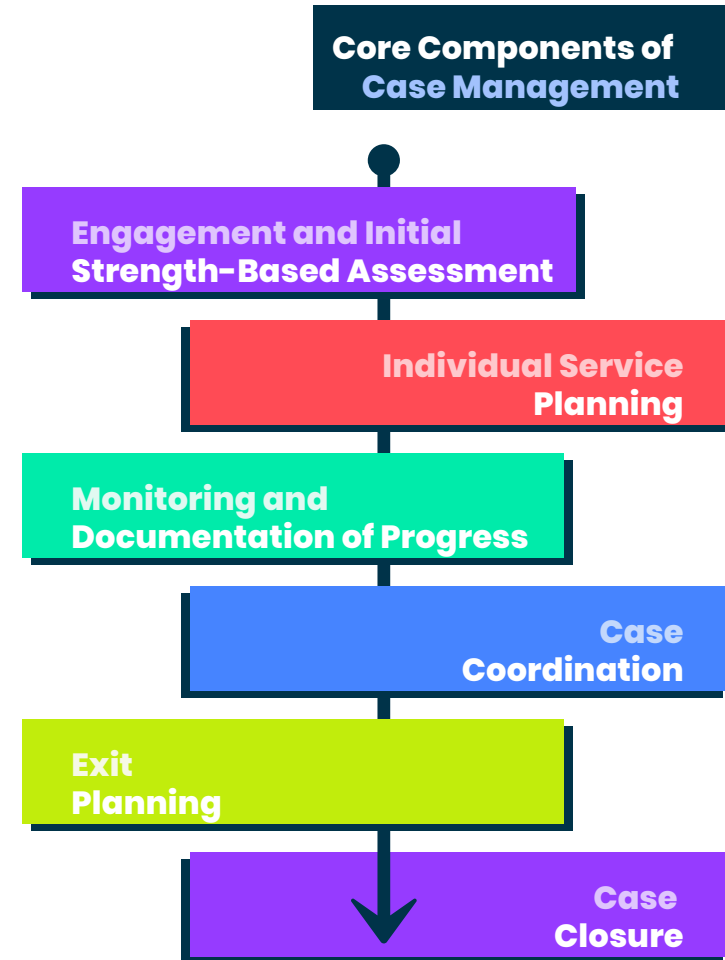 Core Components of
Case Management
Engagement and Initial
Strength-Based Assessment
Individual Service
Planning
Monitoring and
Documentation of Progress
Case
Coordination
Exit
Planning
Case
Closure